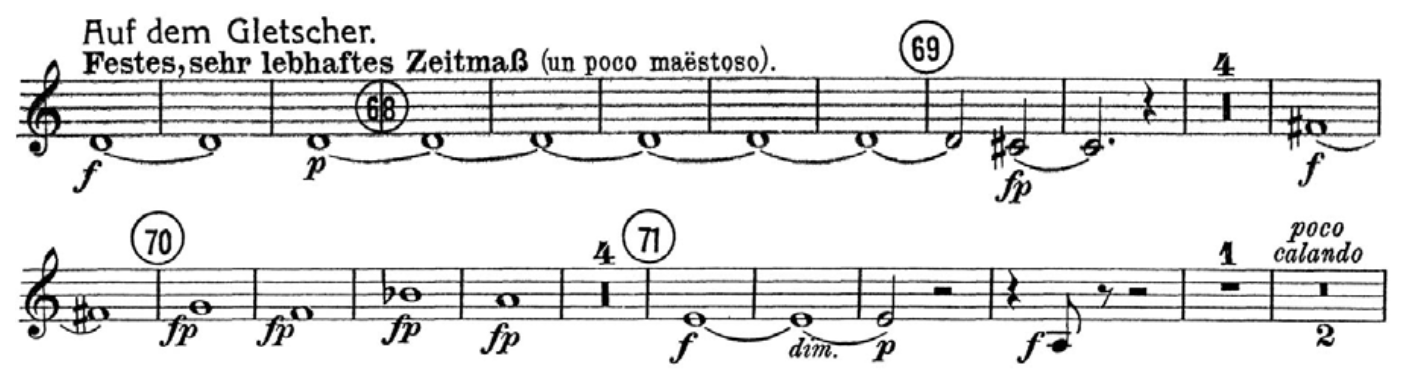 Auf dem Gletscher.
Festes, sehr lebhaftes Zeitmaß (un poco maëstoso).
69
4
68
f
p
fp
f
70
4
71
1
poco
calando
fp
fp
fp
fp
f
dim.
p
f
2